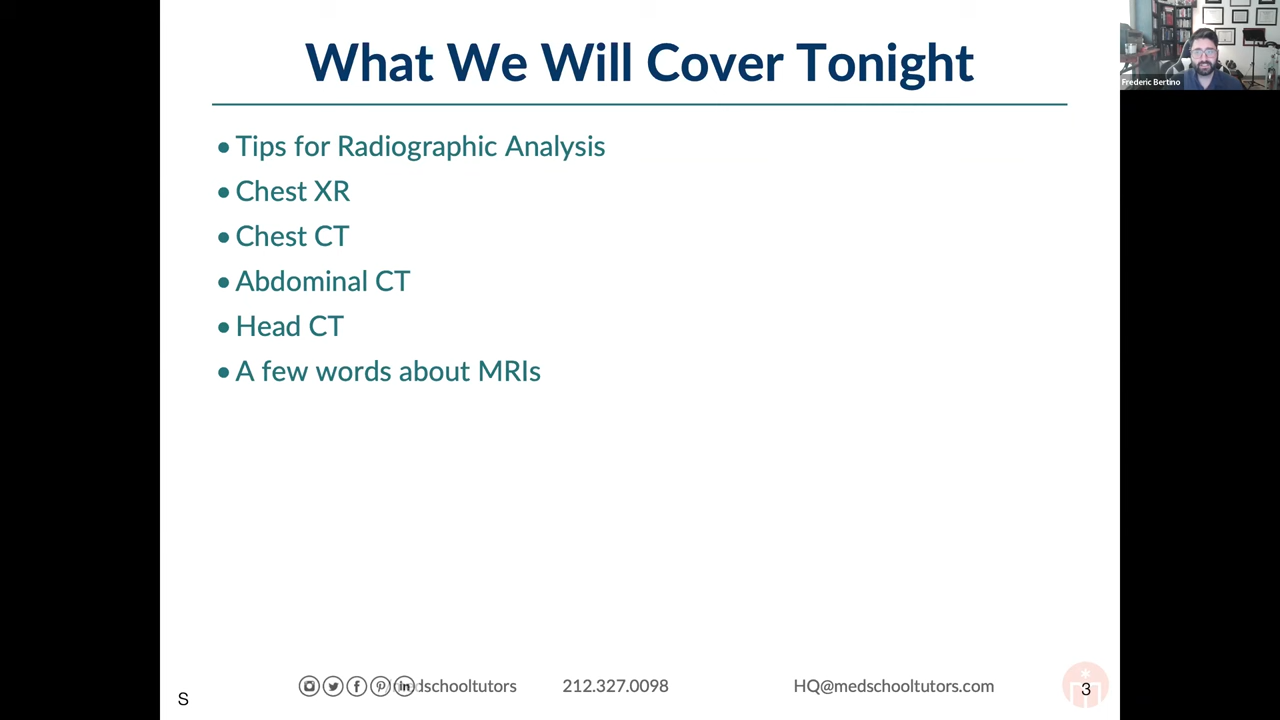 What We Will Cover Tonight
Frederic Bertino
• Tips for Radiographic Analysis
• Chest XR
• Chest CT
• Abdominal CT
• Head CT
• A few words about MRIs
S
medschooltutors
212.327.0098
HQ@medschooltutors.com
3